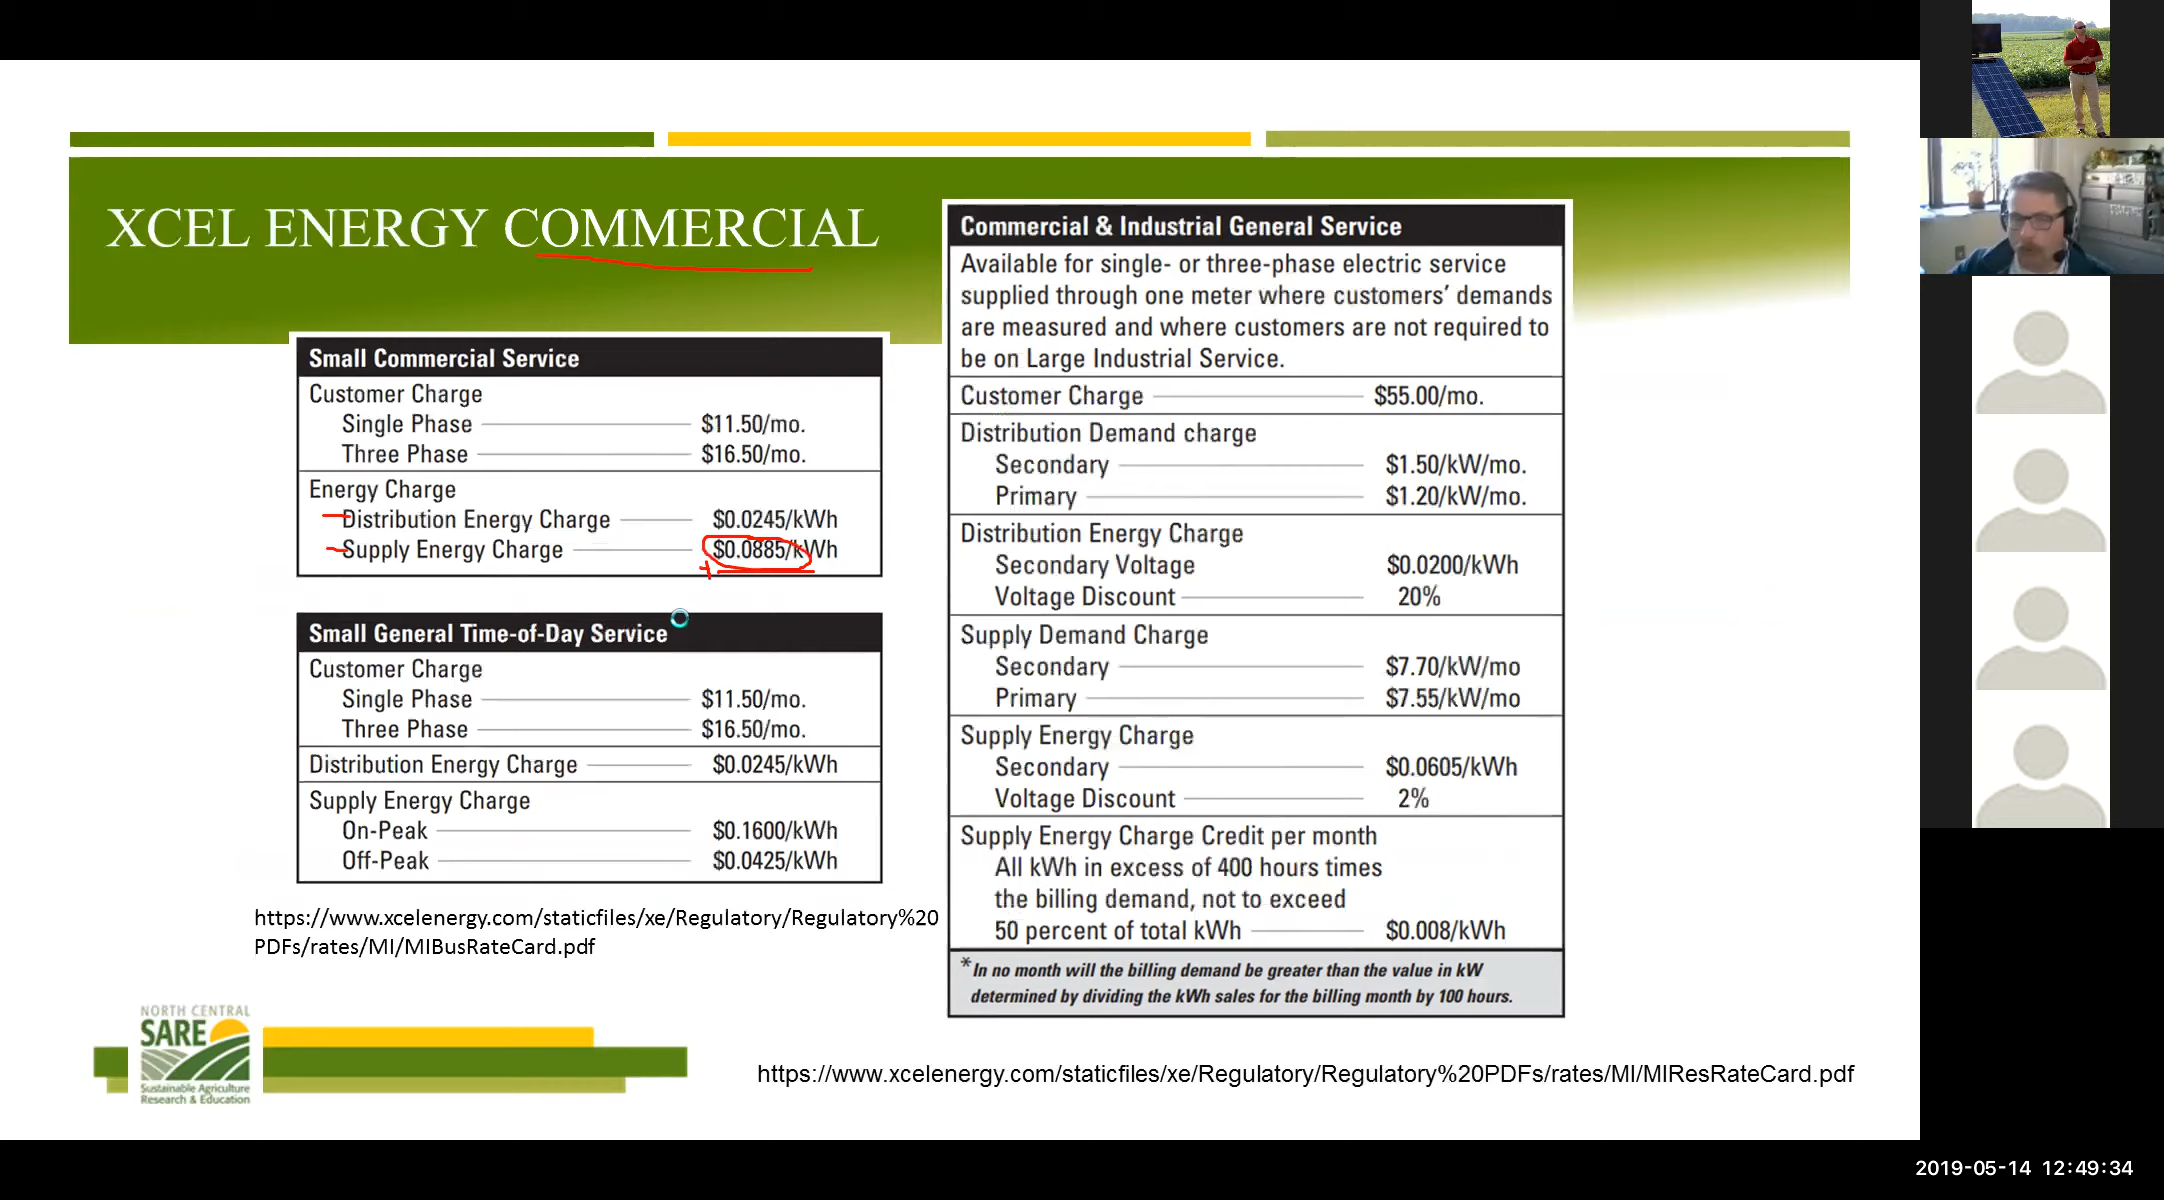 XCEL ENERGY COMMERCIAL
Small Commercial Service
Customer Charge
Single Phase $11.50/mo.
Three Phase $16.50/mo.
Energy Charge
Distribution Energy Charge $0.0245/kWh
Supply Energy Charge $0.0885/kWh
Small General Time-of-Day Service
Customer Charge
Single Phase $11.50/mo.
Three Phase $16.50/mo.
Distribution Energy Charge $0.0245/kWh
Supply Energy Charge
On-Peak $0.1600/kWh
Off-Peak $0.0425/kWh
https://www.xcelenergy.com/staticfiles/xe/Regulatory/Regulatory%20
PDFs/rates/MI/MIBusRateCard.pdf
Commercial & Industrial General Service
Available for single- or three-phase electric service
supplied through one meter where customers’ demands
are measured and where customers are not required to
be on Large Industrial Service.
Customer Charge $55.00/mo.
Distribution Demand charge
Secondary $1.50/kW/mo.
Primary $1.20/kW/mo.
Distribution Energy Charge
Secondary Voltage $0.0200/kWh
Voltage Discount 20%
Supply Demand Charge
Secondary $7.70/kW/mo
Primary $7.55/kW/mo
Supply Energy Charge
Secondary $0.0605/kWh
Voltage Discount 2%
Supply Energy Charge Credit per month
All kWh in excess of 400 hours times
the billing demand, not to exceed
50 percent of total kWh $0.008/kWh
*In no month will the billing demand be greater than the value in kW
determined by dividing the kWh sales for the billing month by 100 hours.
NORTH CENTRAL
SARE
Sustainable Agriculture
Research & Education
https://www.xcelenergy.com/staticfiles/xe/Regulatory/Regulatory%20PDFs/rates/MI/MIResRateCard.pdf
2019-05-14 12:49:34